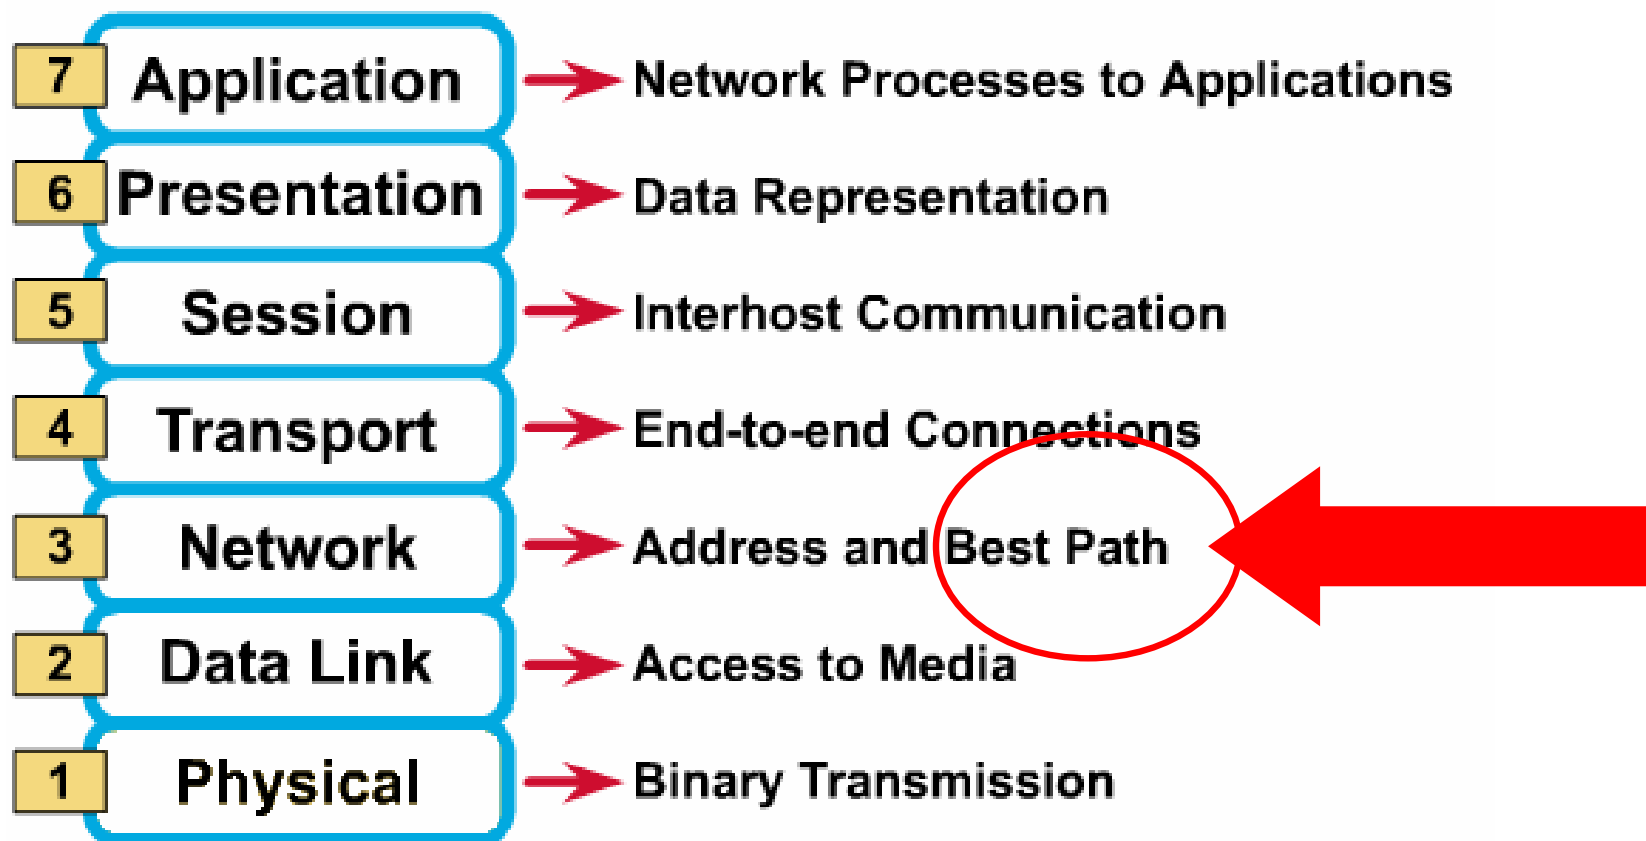 7 Application Network Processes to Applications
6 Presentation Data Representation
5 Session Interhost Communication
4 Transport End-to-end Connections
3 Network Address and Best Path
2 Data Link Access to Media
1 Physical Binary Transmission